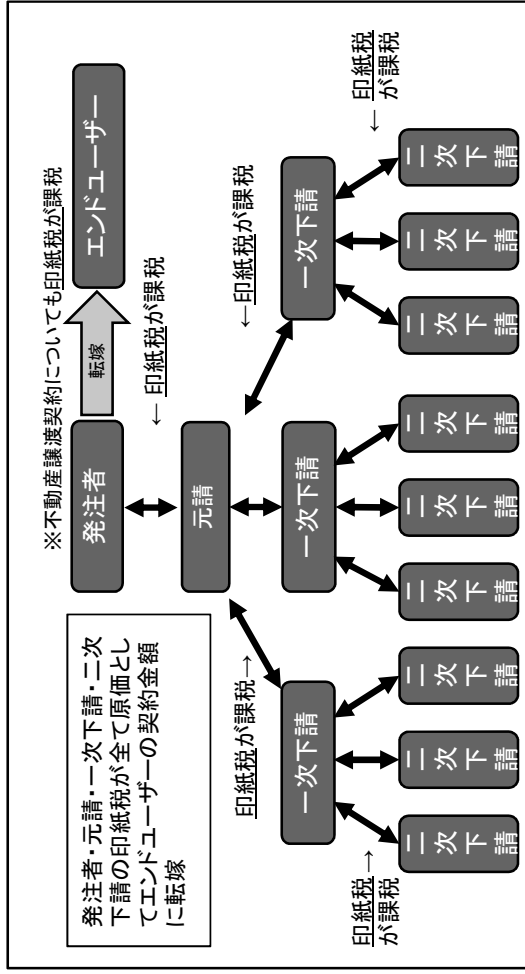 ※不動産譲渡契約についても印紙税が課税
発注者
転嫁
エンドユーザー
発注者・元請・一次下請・二次
下請の印紙税が全て原価とし
てエンドユーザーの契約金額
に転嫁
← 印紙税が課税
元請
印紙税が課税→
←印紙税が課税
一次下請
一次下請
一次下請
印紙税→
が課税
← 印紙税
が課税
二次
下請
二次
下請
二次
下請
二次
下請
二次
下請
二次
下請
二次
下請
二次
下請
二次
下請